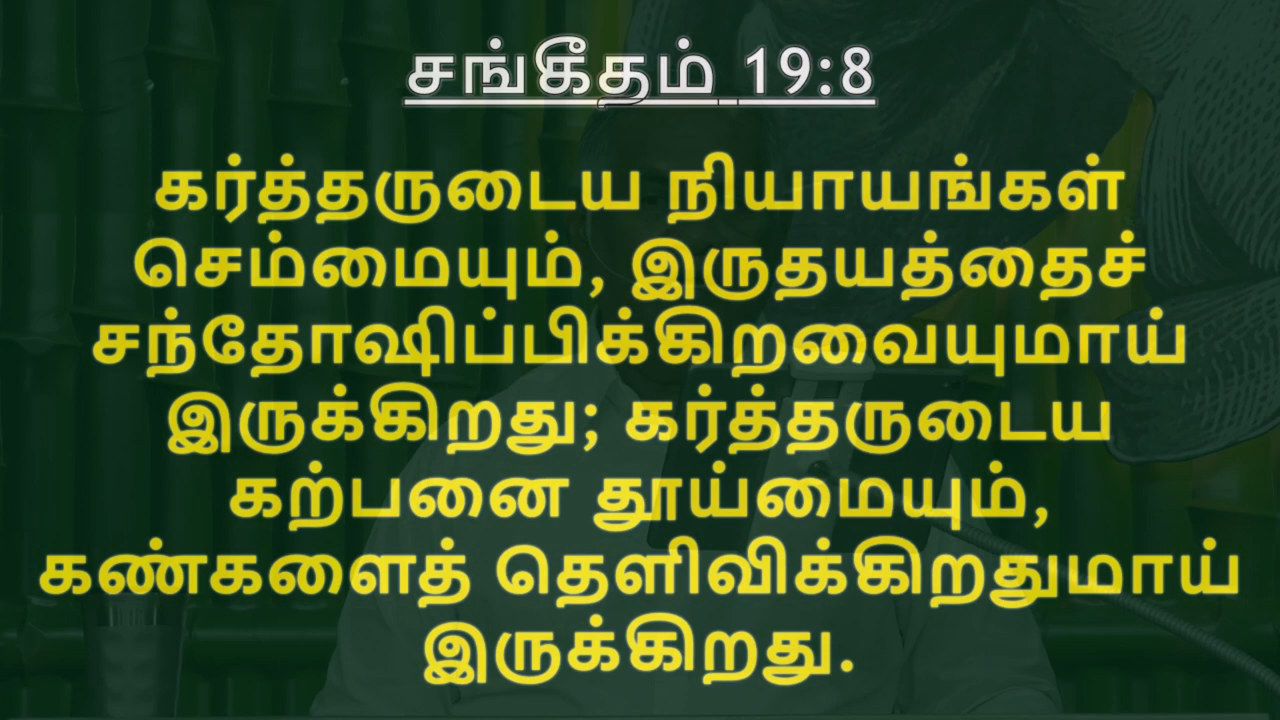 சங்கீதம் 19:8
கர்த்தருடைய நியாயங்கள்
செம்மையும், இருதயத்தைச்
சந்தோஷிப்பிக்கிறவையுமாய்
இருக்கிறது; கர்த்தருடைய
கற்பனை தூய்மையும்,
கண்களைத் தெளிவிக்கிறதுமாய்
இருக்கிறது.